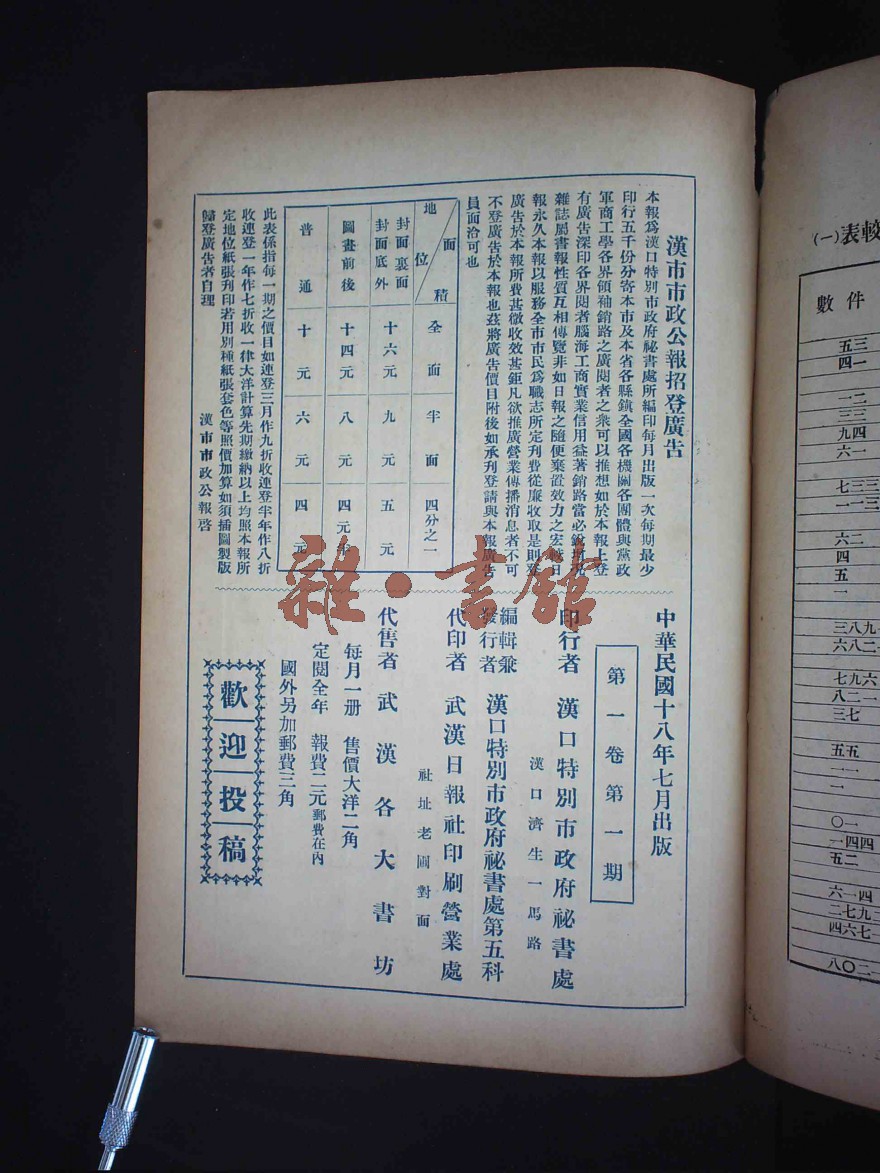 漢市市政公報招登廣告
本報爲漢口特別市政府祕書處所編印每月出版一次每期最少
印行五千份分寄本市及本省各縣鎮全國各機關各團體與黨政
軍商工學各界領袖銷路之廣閱者之衆可以推想如於本報上登
有廣告深印各界閱者腦海工商實業信用益著銷路當必銳增
雜誌屬書報性質互相傳覽非如日報之隨便棄置效力之宏較日
報永久本報以服務全市市民爲職志所定刊費從廉收取是則登
廣告於本報所費甚微收效甚鉅凡欲推廣營業傳播消息者不可
不登廣告於本報也茲將廣告價目附後如承刊登請與本報廣告
員面洽可也
面積 地位 全面 半面 四分之一
封面裏面 封面底外 十六元 九元 五元
圖畫前後 十四元 八元 四元半
普通 十元 六元 四元
此表係指每一期之價目如連登三月作九折收連登半年作八折
收連登一年作七折收一律大洋計算先期繳納以上均照本報所
定地位紙張刋印若用別種紙張套色等照價加算如須插圖製版
歸登廣告者自理
漢市市政公報啓
中華民國十八年七月出版
第一卷第一期
印行者 漢口特別市政府祕書處
漢口濟生一馬路
編輯兼發行者 漢口特別市政府祕書處第五科
代印者 武漢日報社印刷營業處
社址老圃對面
代售者 武漢各大書坊
每月一册 售價大洋二角
定閱全年 報費二元郵費在內
國外另加郵費三角
歡迎投稿
雜·書館
較表(一)
件數